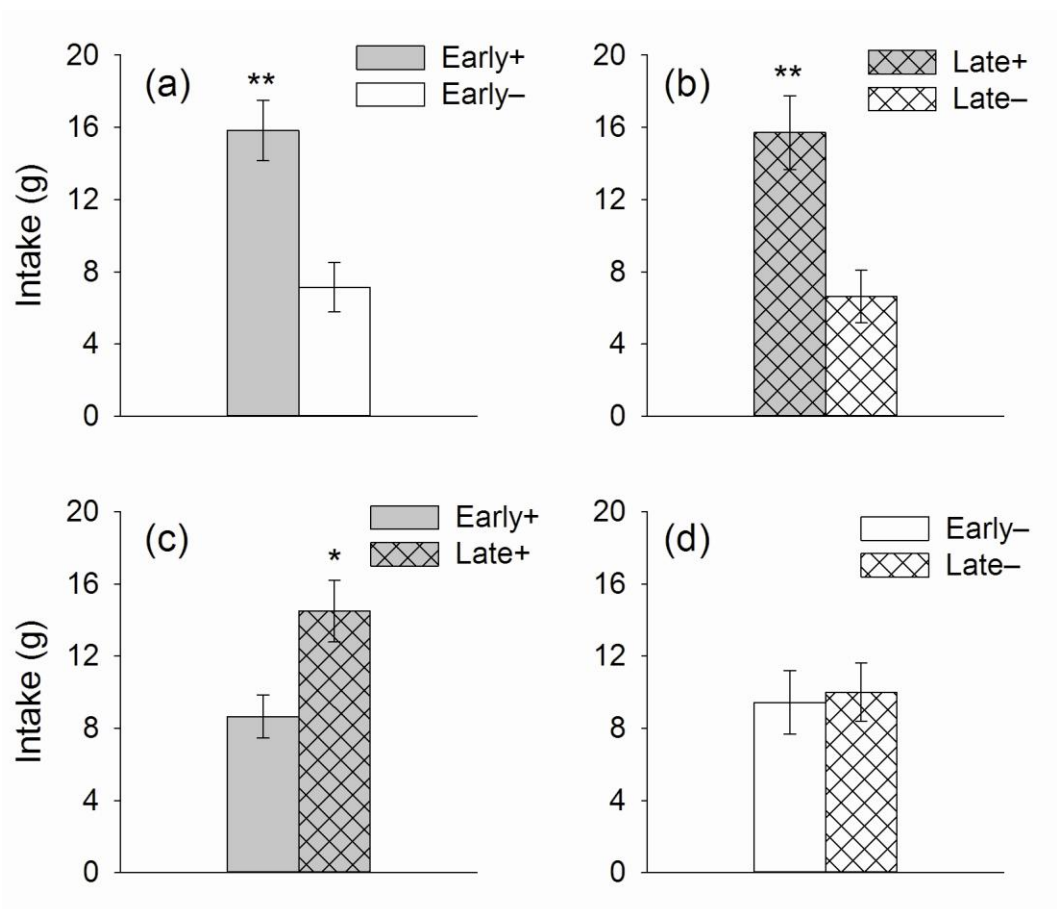 (a)
**
Early+
Early–
Intake (g)
20
16
12
8
4
0
(b)
**
Late+
Late–
20
16
12
8
4
0
(c)
*
Early+
Late+
Intake (g)
20
16
12
8
4
0
(d)
Early–
Late–
20
16
12
8
4
0